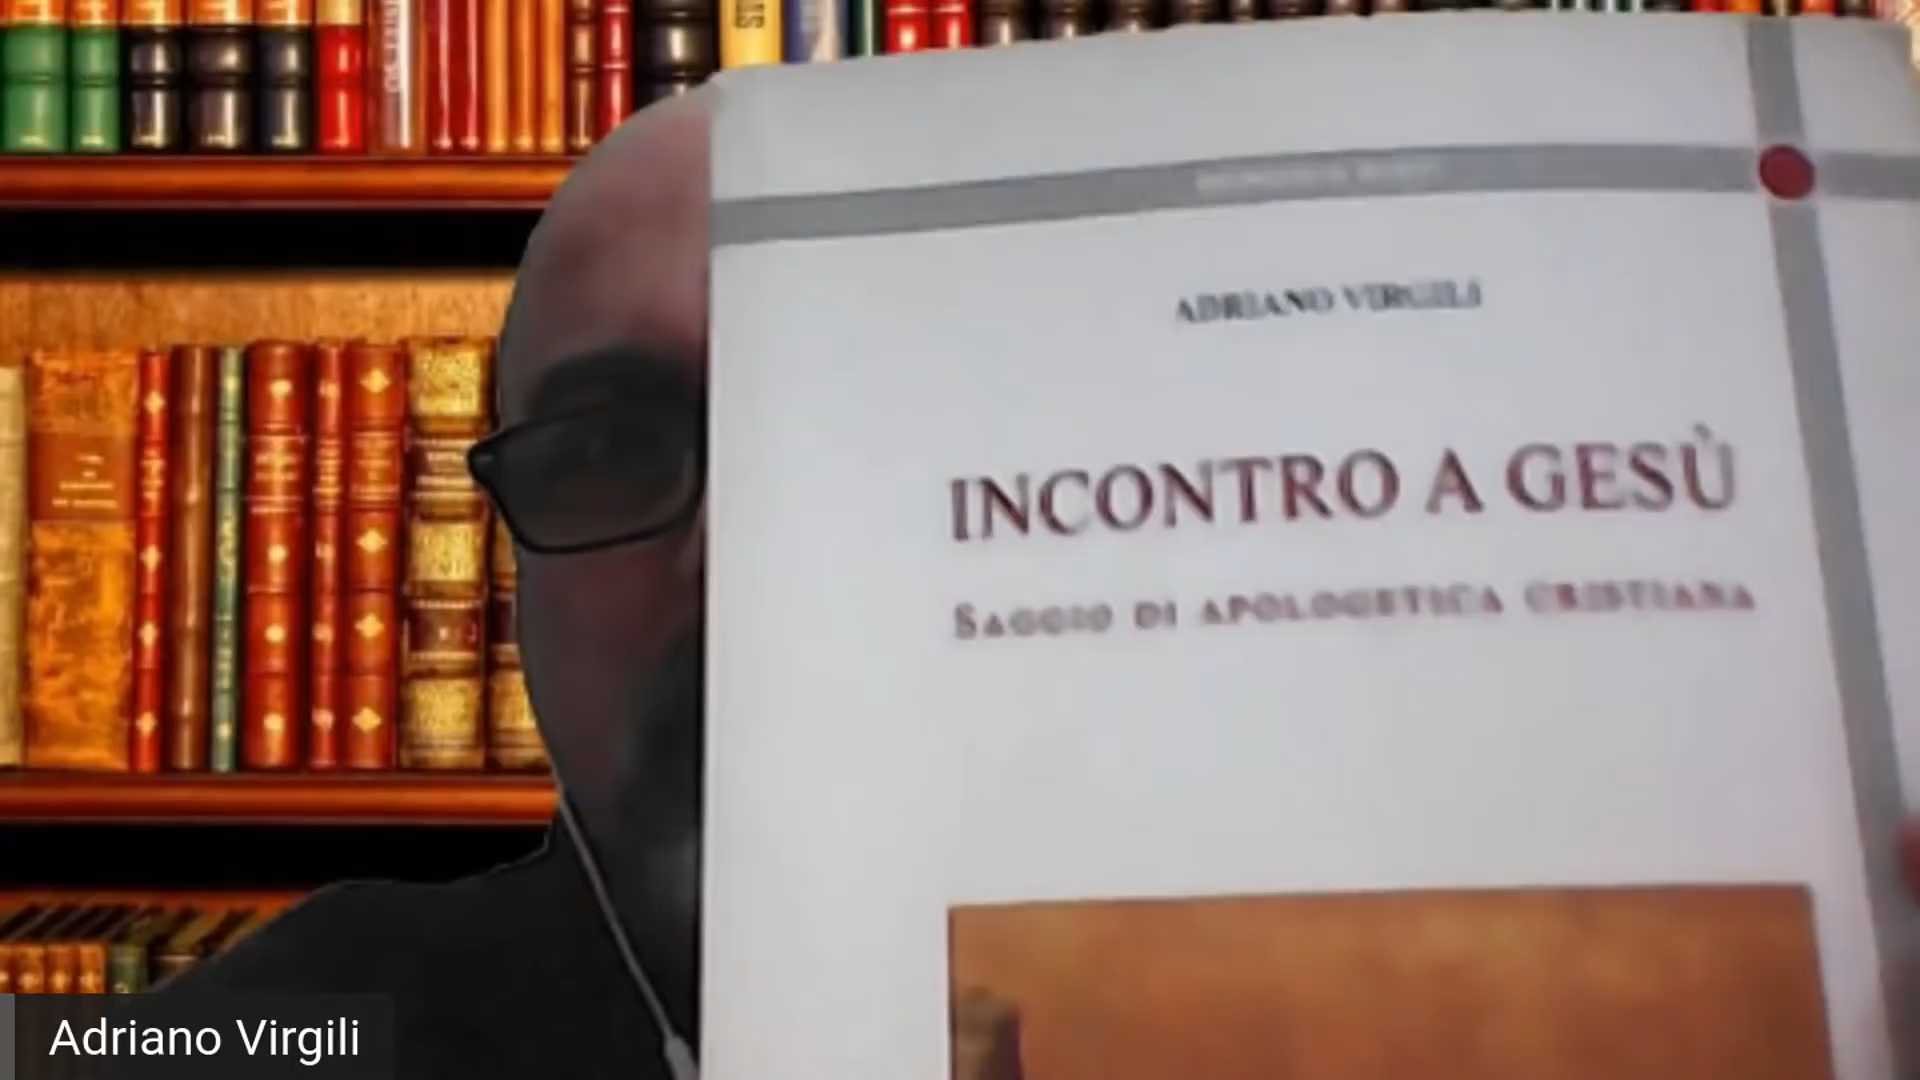 ADRIANO VIRGILI
INCONTRO A GESÙ
SAGGIO DI APOLOGETICA CRISTIANA
Adriano Virgili